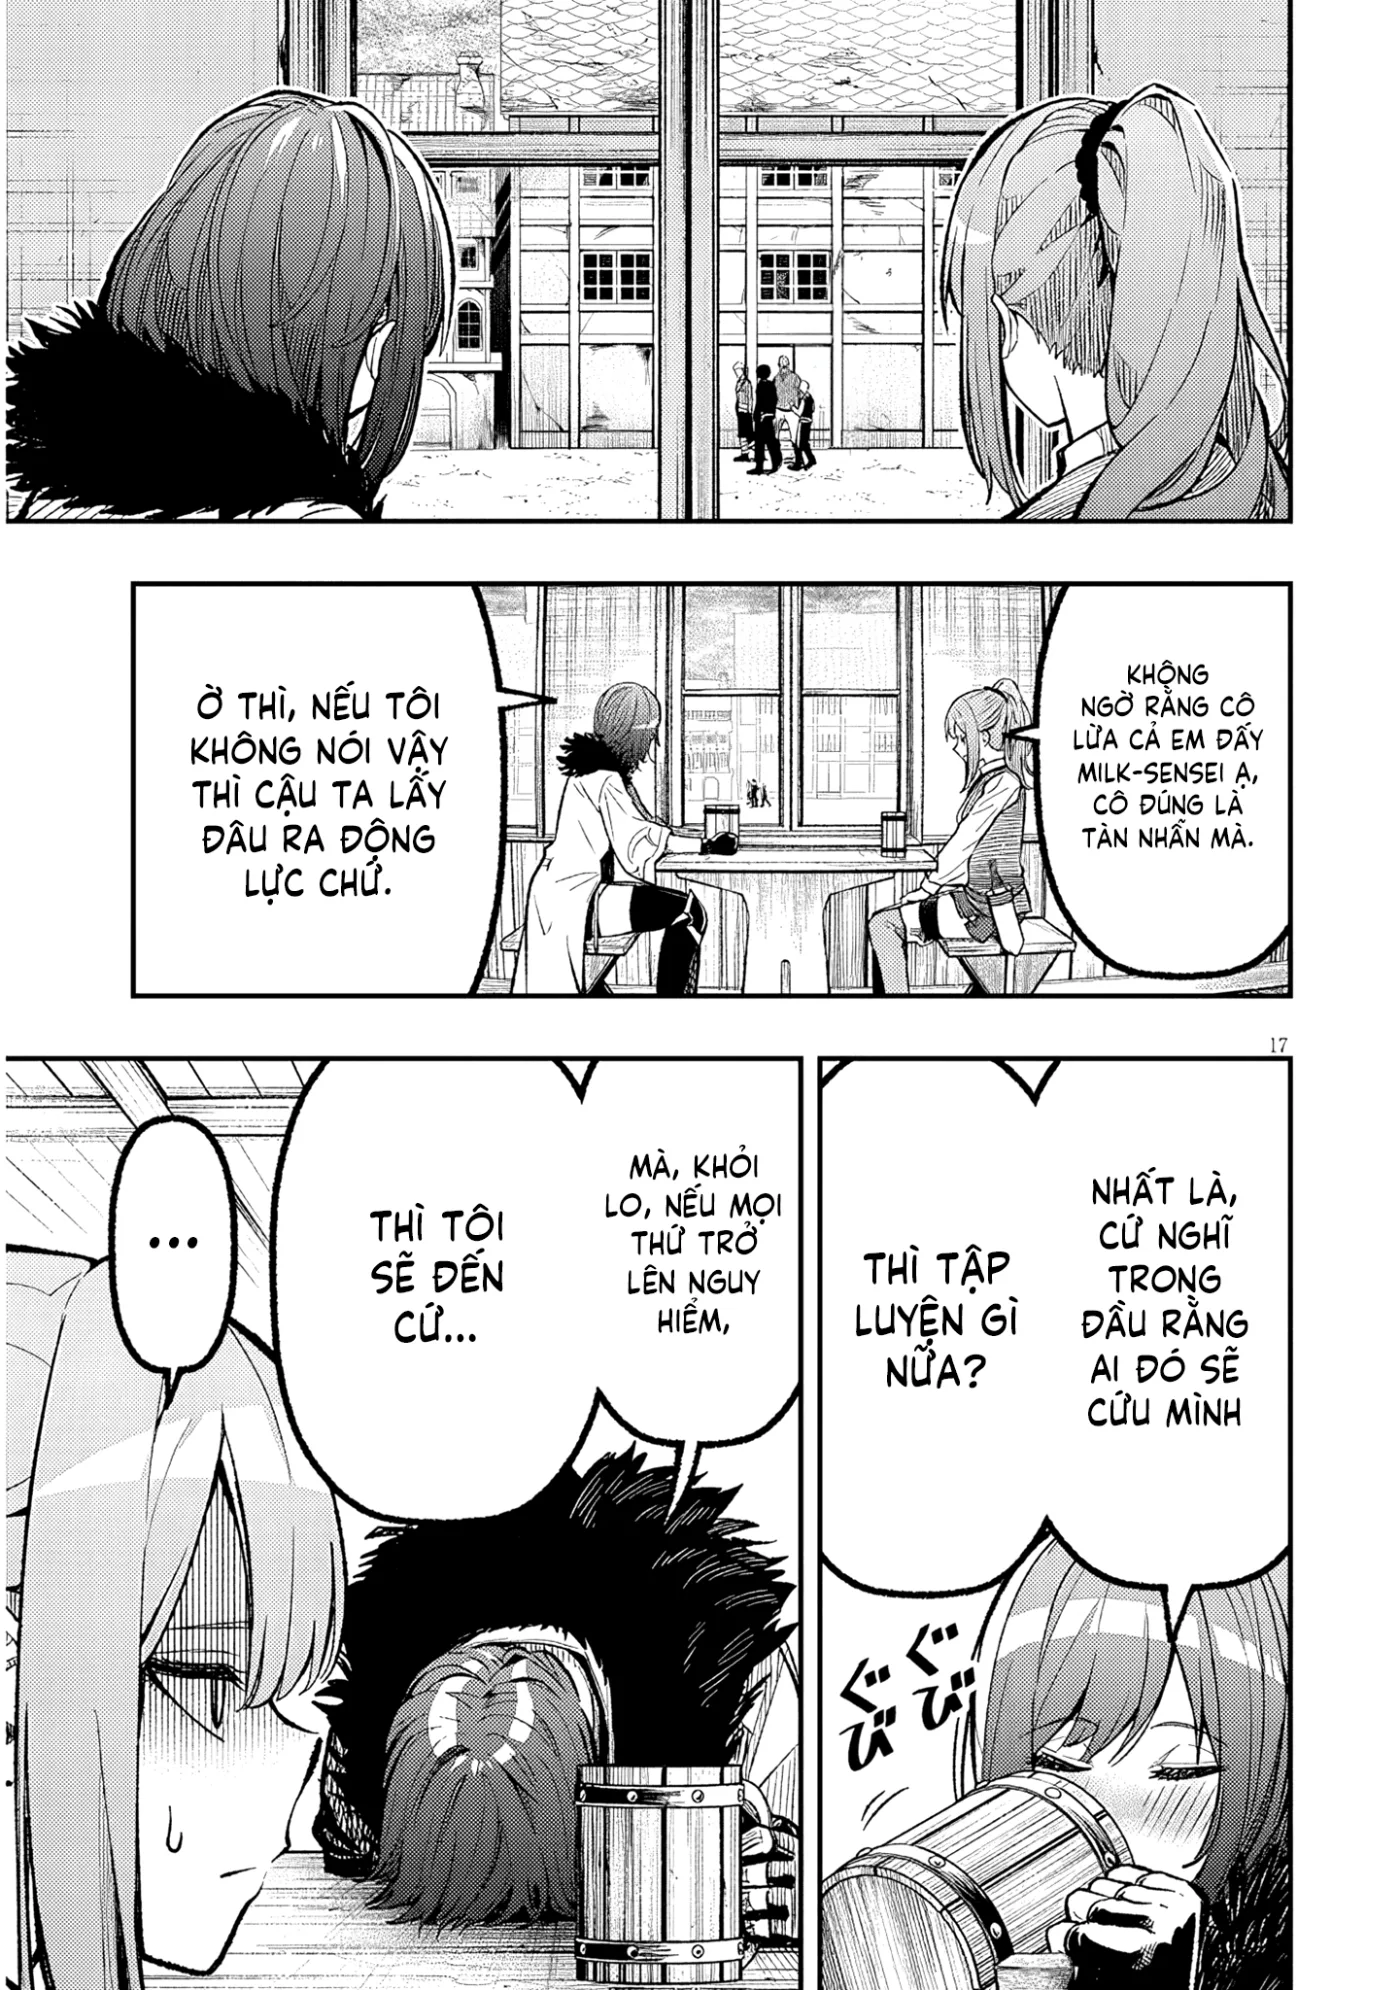 KHÔNG
NGỜ RẰNG CÔ
LỪA CẢ EM ĐẤY
MILK-SENSEI Ạ,
CÔ ĐÚNG LÀ
TÀN NHẪN MÀ.
Ờ THÌ, NẾU TÔI
KHÔNG NÓI VẬY
THÌ CẬU TA LẤY
ĐÂU RA ĐỘNG
LỰC CHỨ.
17
NHẤT LÀ,
CỨ NGHĨ
TRONG
ĐẦU RẰNG
AI ĐÓ SẼ
CỨU MÌNH
THÌ TẬP
LUYỆN GÌ
NỮA?
ぐびぐび
MÀ, KHỎI
LO, NẾU MỌI
THỨ TRỞ
LÊN NGUY
HIỂM,
THÌ TÔI
SẼ ĐẾN
CỨ...
...